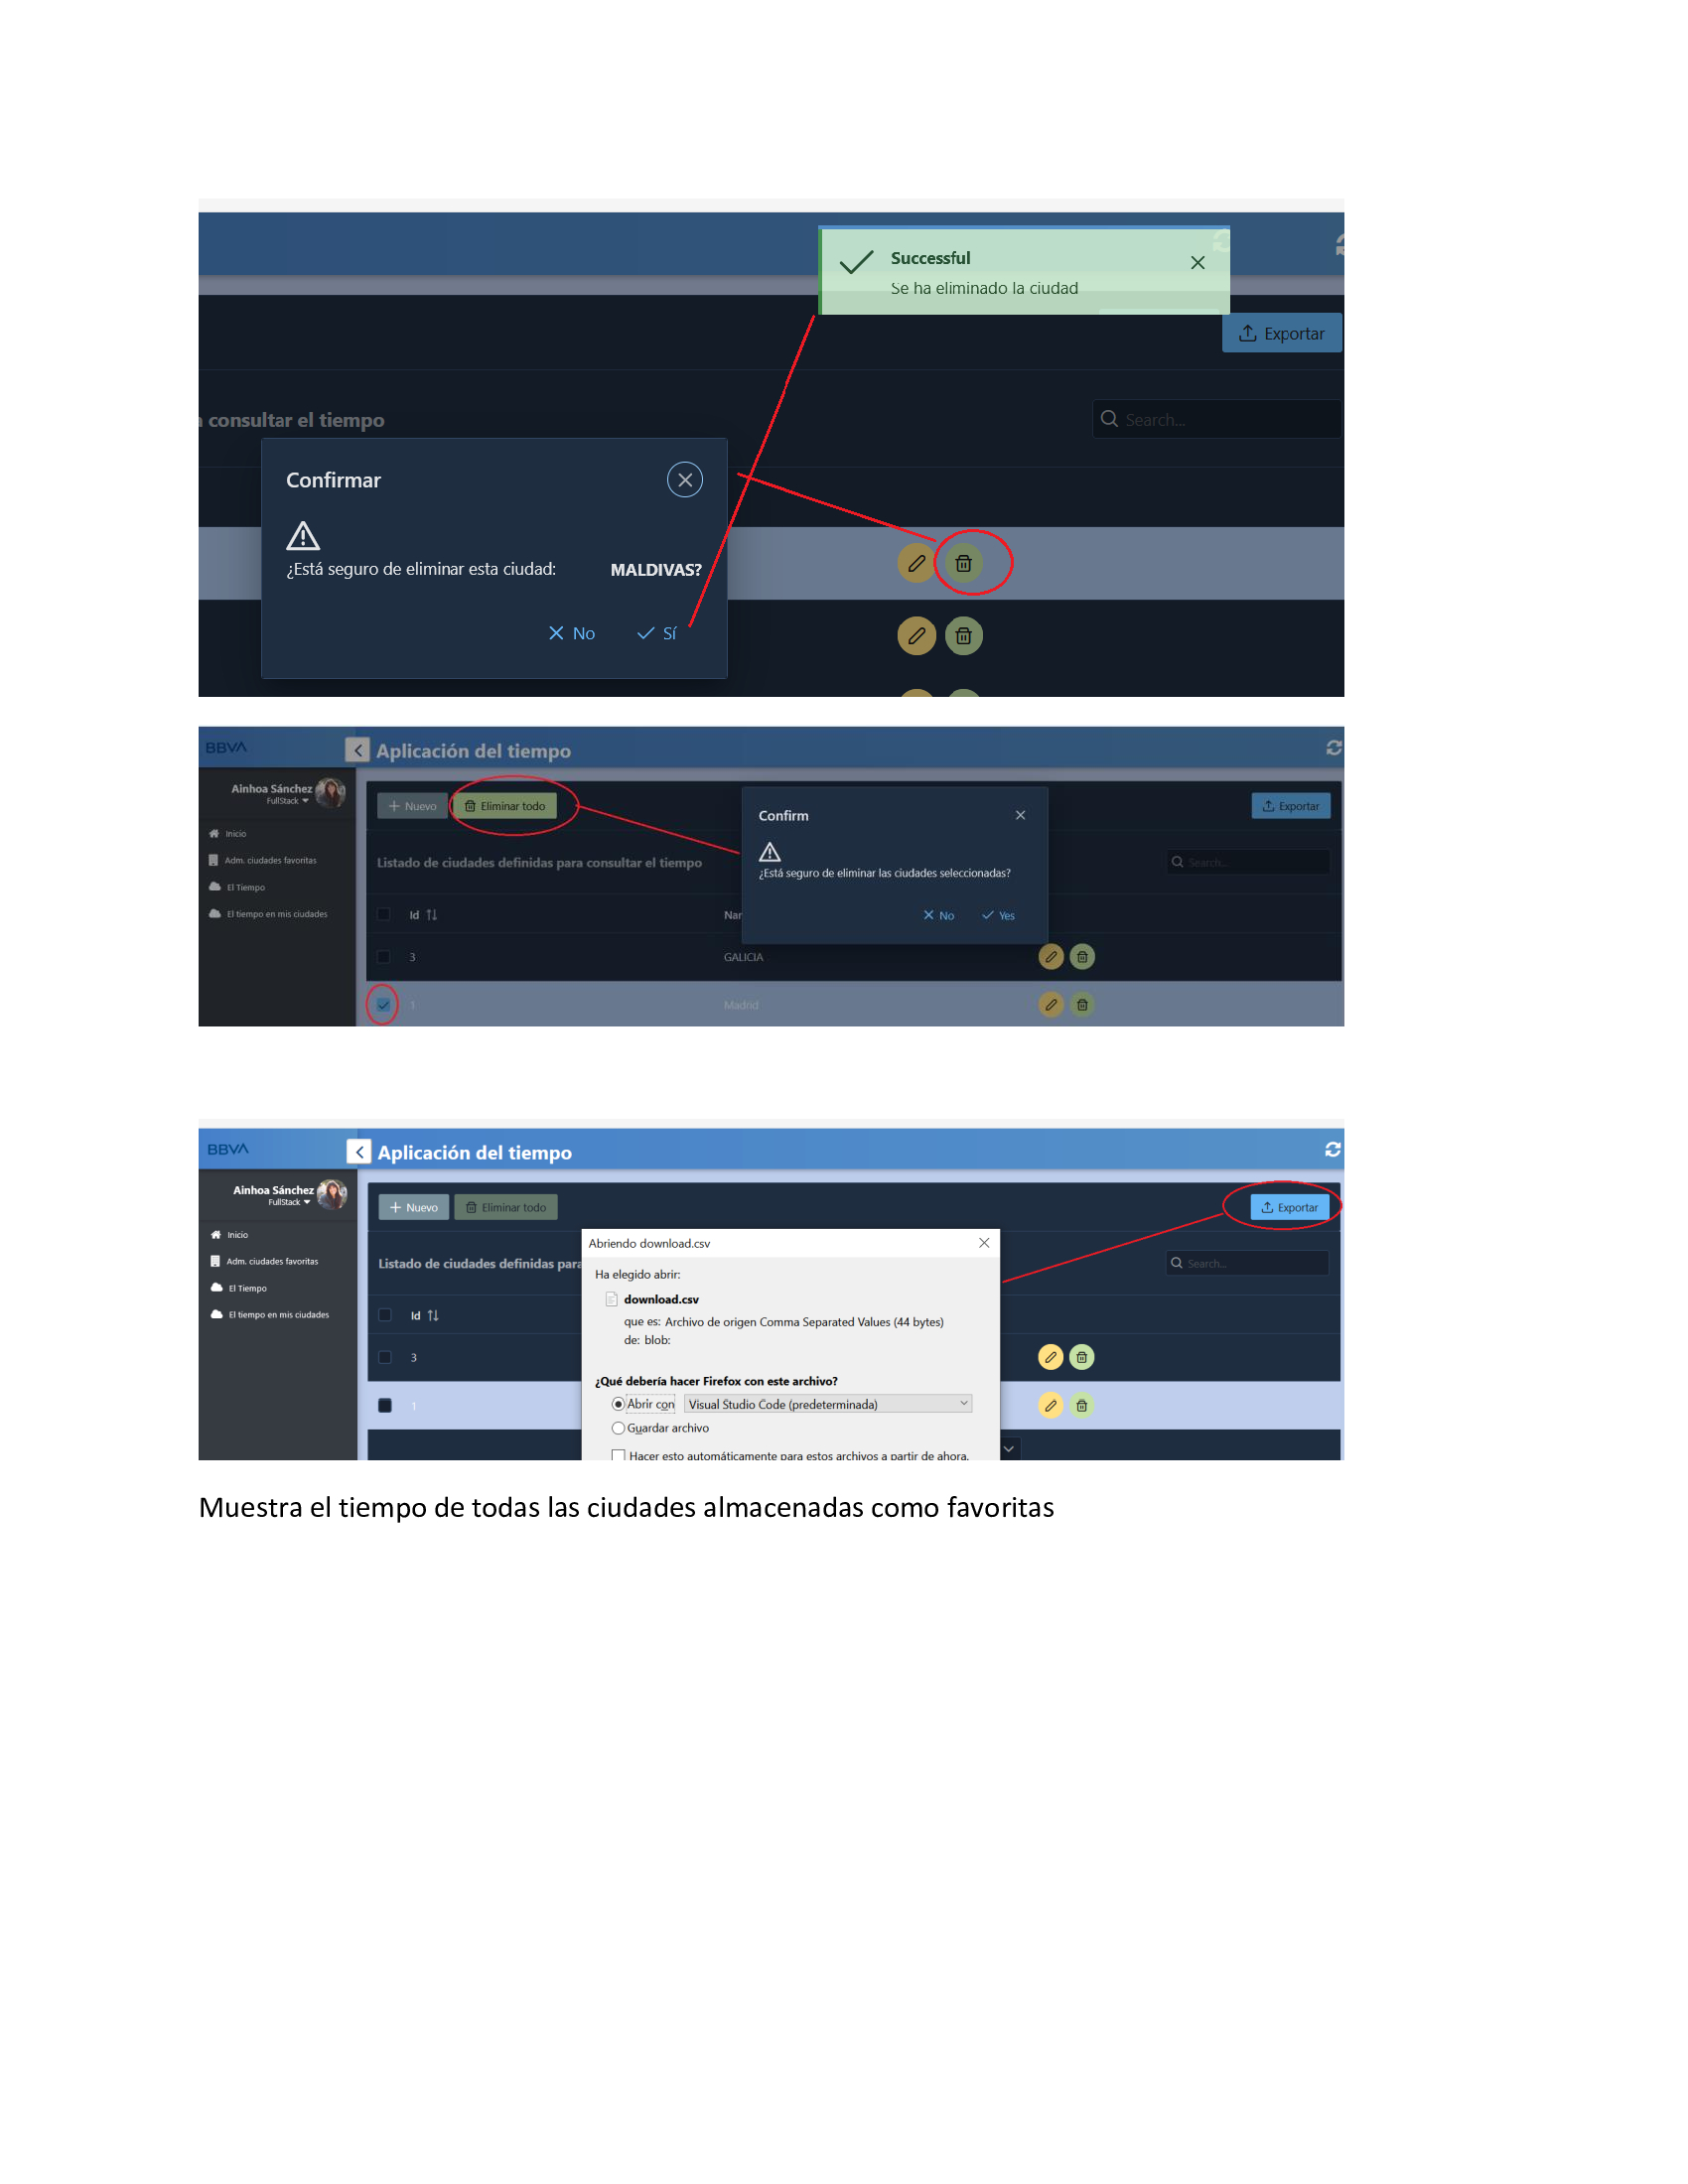 Successful
Se ha eliminado la ciudad
Exportar
consultar el tiempo
Search...
Confirmar
¿Está seguro de eliminar esta ciudad: MALDIVAS?
No Sí
BBVA Aplicación del tiempo
Ainhoa Sánchez
FullStack
+ Nuevo Eliminar todo Exportar
Confirm
Inicio
Adm. ciudades favoritas
El Tiempo
El tiempo en mis ciudades
Listado de ciudades definidas para consultar el tiempo
Search...
¿Está seguro de eliminar las ciudades seleccionadas?
No Yes
Id Nar
3 GALICIA
1 Madrid
BBVA Aplicación del tiempo
Ainhoa Sánchez
FullStack
+ Nuevo Eliminar todo Exportar
Inicio
Adm. ciudades favoritas
El Tiempo
El tiempo en mis ciudades
Listado de ciudades definidas para
Search...
Id
3
1
Abriendo download.csv
Ha elegido abrir:
download.csv
que es: Archivo de origen Comma Separated Values (44 bytes)
de: blob:
¿Qué debería hacer Firefox con este archivo?
Abrir con Visual Studio Code (predeterminada)
Guardar archivo
Hacer esto automáticamente para estos archivos a partir de ahora.
Muestra el tiempo de todas las ciudades almacenadas como favoritas